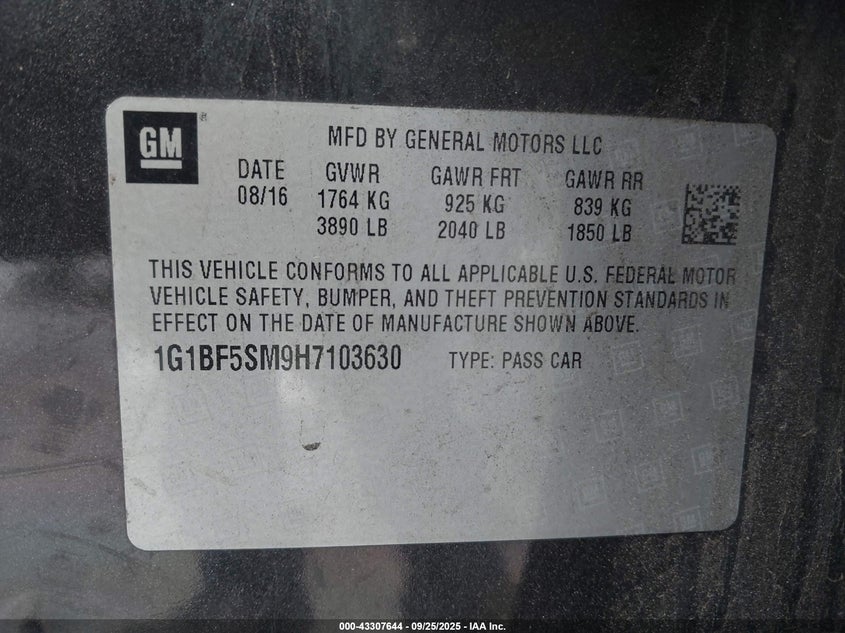 GM
MFD BY GENERAL MOTORS LLC
DATE GVWR GAWR FRT GAWR RR
08/16 1764 KG 925 KG 839 KG
3890 LB 2040 LB 1850 LB
THIS VEHICLE CONFORMS TO ALL APPLICABLE U.S. FEDERAL MOTOR
VEHICLE SAFETY, BUMPER, AND THEFT PREVENTION STANDARDS IN
EFFECT ON THE DATE OF MANUFACTURE SHOWN ABOVE.
1G1BF5SM9H7103630 TYPE: PASS CAR
000-43307644 - 09/25/2025 - IAA Inc.